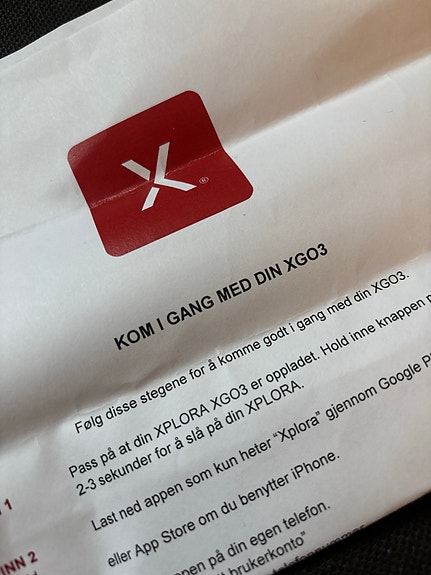 X®
KOM I GANG MED DIN XGO3
Følg disse stegene for å komme godt i gang med din XGO3.
Pass på at din XPLORA XGO3 er oppladet. Hold inne knappen
2-3 sekunder for å slå på din XPLORA.
1
Last ned appen som kun heter “Xplora” gjennom Google
eller App Store om du benytter iPhone.
INN 2
på din egen telefon.
brukerkonto”